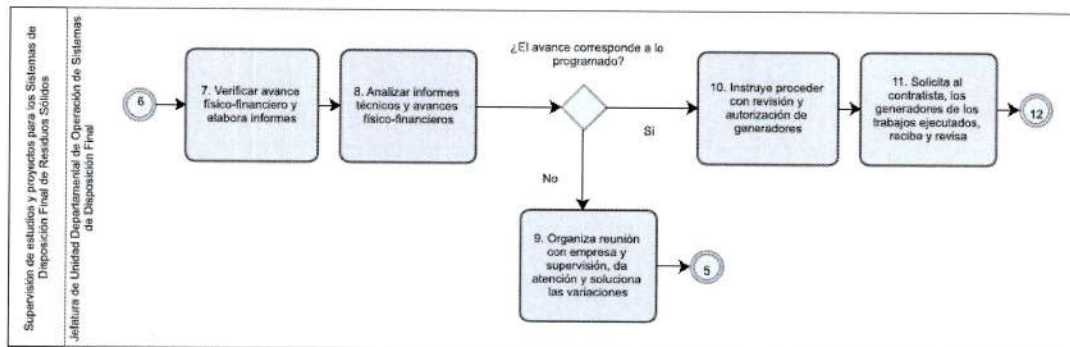 Supervisión de estudios y proyectos para los Sistemas de
Disposición Final de Residuos Sólidos
Jefatura de Unidad Departamental de Operación de Sistemas
de Disposición Final
6
7. Verificar avance
físico-financiero y
elabora informes
8. Analizar informes
técnicos y avances
físico-financieros
¿El avance corresponde a lo
programado?
Si
No
9. Organiza reunión
con empresa y
supervisión, da
atención y soluciona
las variaciones
5
10. Instruye proceder
con revisión y
autorización de
generadores
11. Solicita al
contratista, los
generadores de los
trabajos ejecutados,
recibe y revisa
12